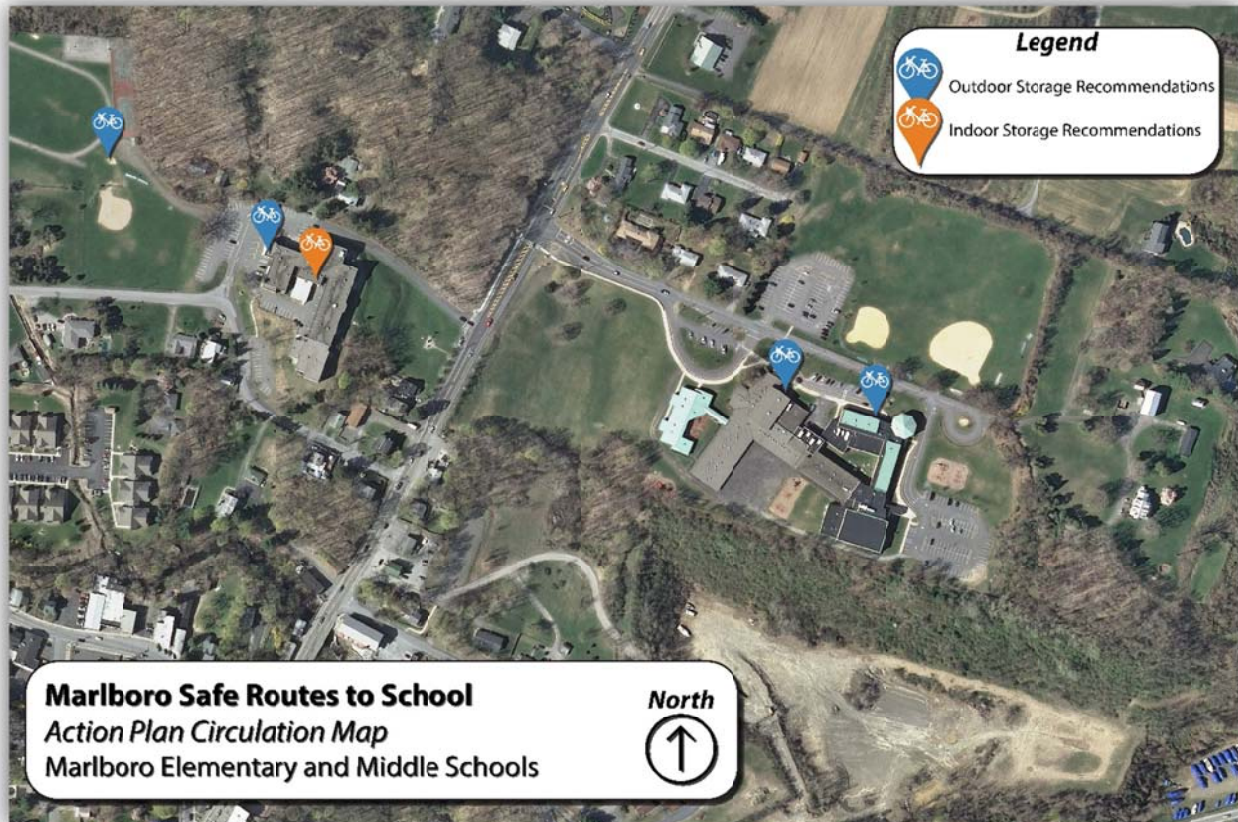 Legend
Outdoor Storage Recommendations
Indoor Storage Recommendations
Marlboro Safe Routes to School
Action Plan Circulation Map
Marlboro Elementary and Middle Schools
North